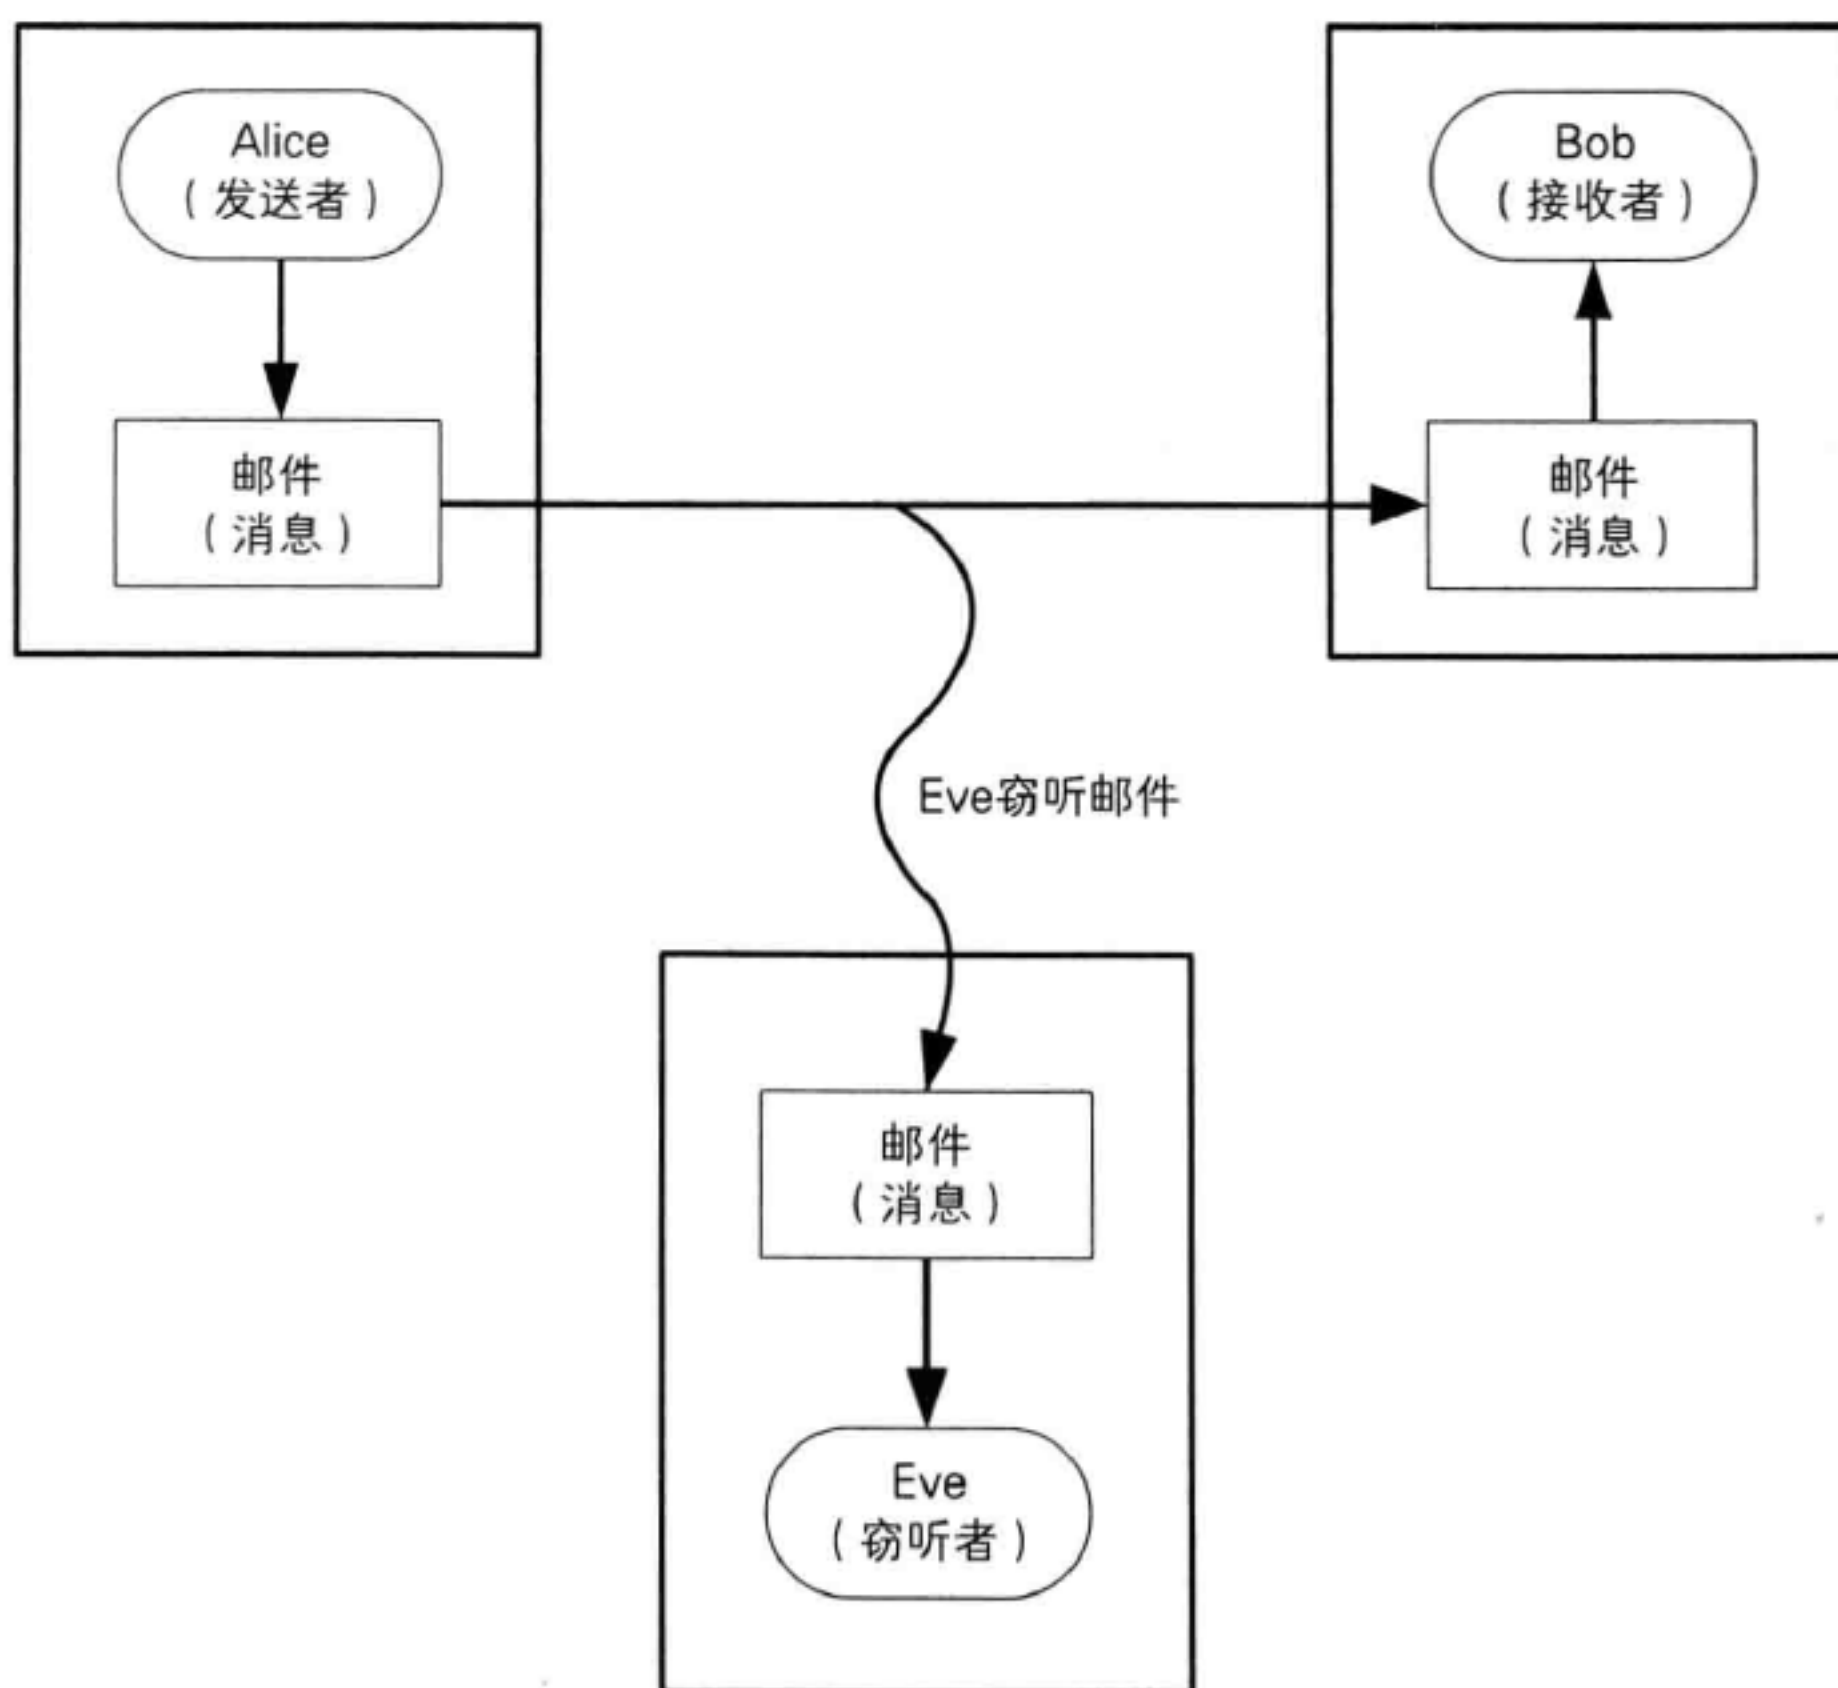 Alice
（发送者）
Bob
（接收者）
邮件
（消息）
邮件
（消息）
Eve窃听邮件
邮件
（消息）
Eve
（窃听者）